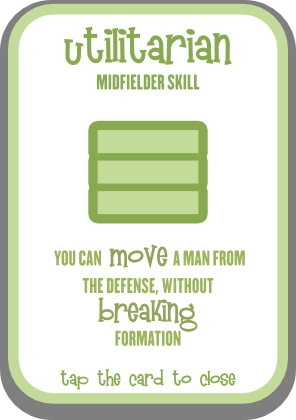 utilitarian
MIDFIELDER SKILL
YOU CAN move A MAN FROM
THE DEFENSE, WITHOUT
breaking
FORMATION
tap the card to close